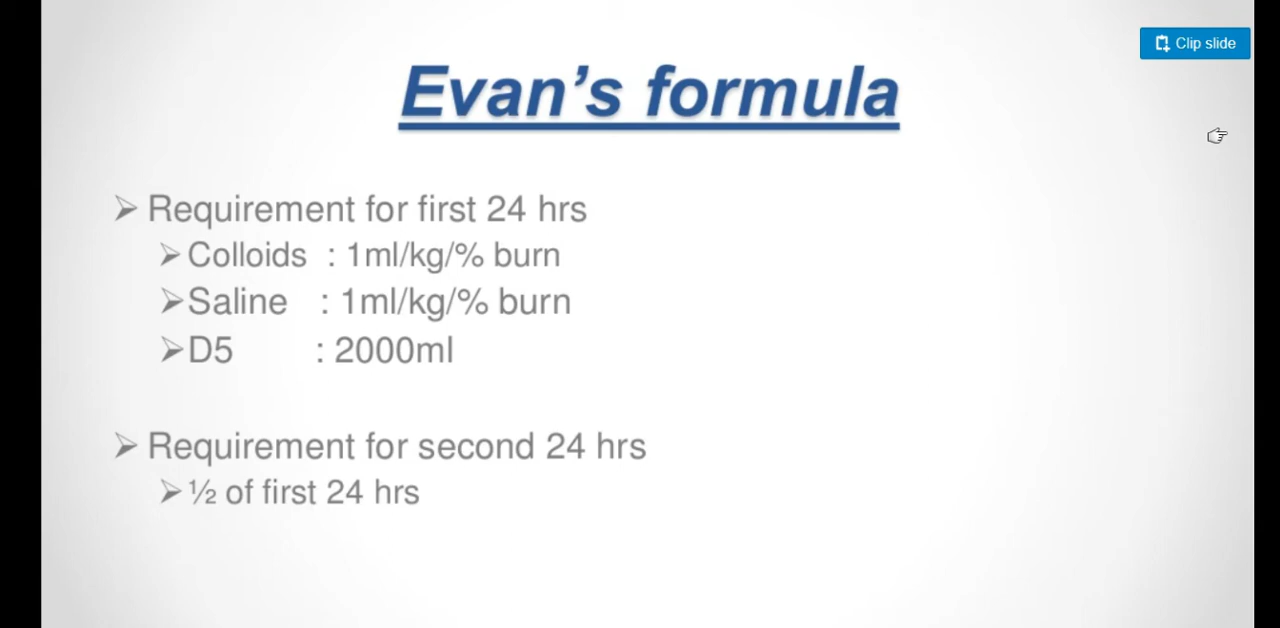 Clip slide
Evan's formula
➢ Requirement for first 24 hrs
➢ Colloids : 1ml/kg/% burn
➢ Saline : 1ml/kg/% burn
➢ D5 : 2000ml
➢ Requirement for second 24 hrs
➢ ½ of first 24 hrs